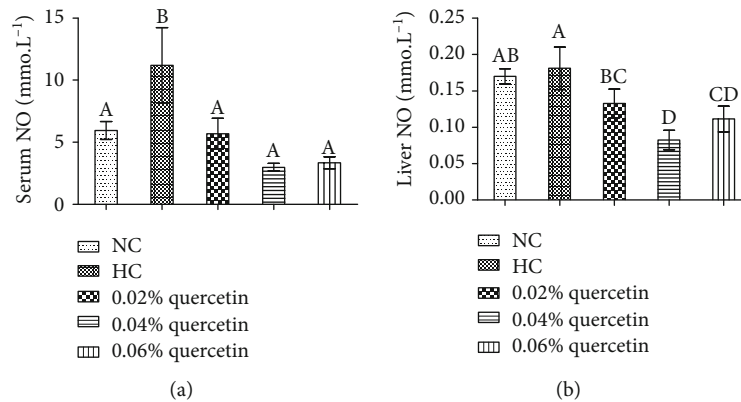 Serum NO (mmo.L⁻¹)
15
10
5
0
A
B
A
A
A
NC
HC
0.02% quercetin
0.04% quercetin
0.06% quercetin
(a)
Liver NO (mmo.L⁻¹)
0.25
0.20
0.15
0.10
0.05
0.00
AB
A
BC
D
CD
NC
HC
0.02% quercetin
0.04% quercetin
0.06% quercetin
(b)